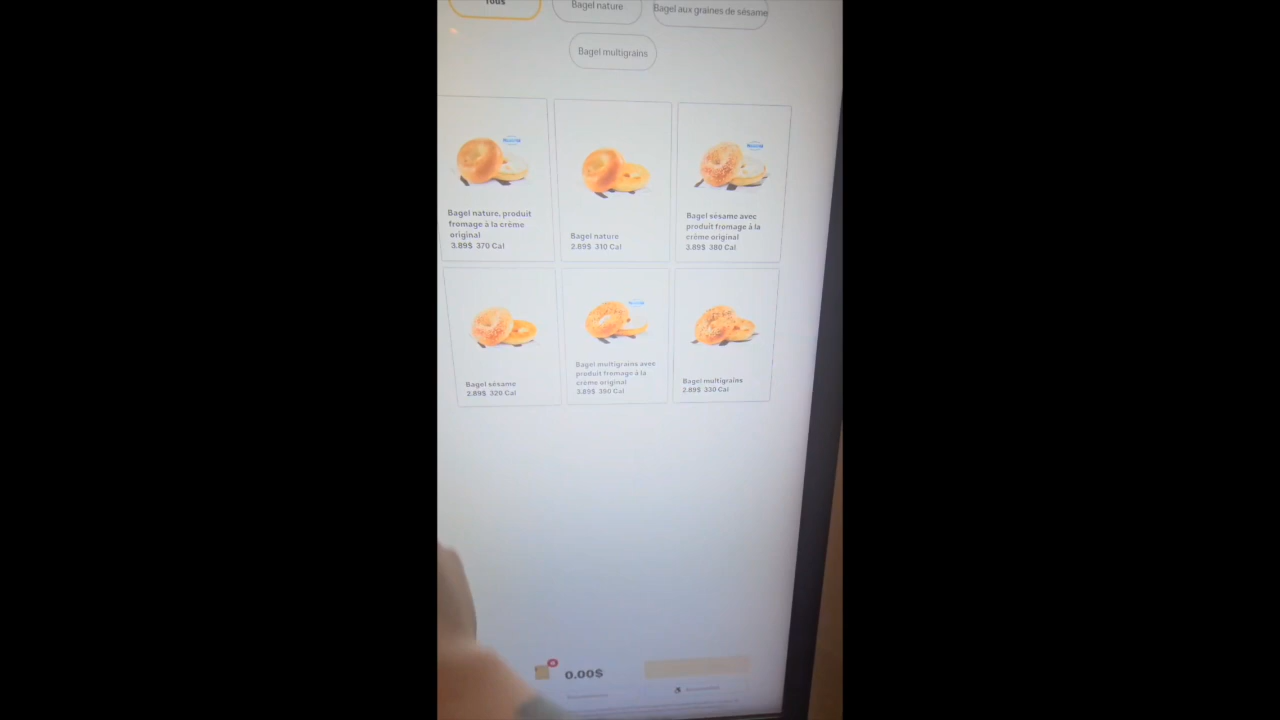 Tous
Bagel nature
Bagel aux graines de sésame
Bagel multigrains
Bagel nature, produit
fromage à la crème
original
3.89$ 370 Cal
Bagel nature
2.89$ 310 Cal
Bagel sésame avec
produit fromage à la
crème original
3.89$ 380 Cal
Bagel sésame
2.89$ 320 Cal
Bagel multigrains avec
produit fromage à la
crème original
3.89$ 390 Cal
Bagel multigrains
2.89$ 330 Cal
0.00$